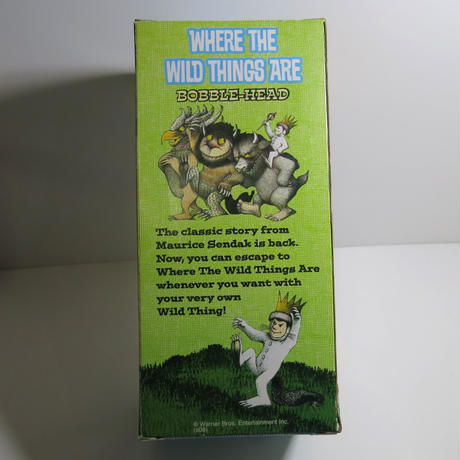 WHERE THE
WILD THINGS ARE
BOBBLE-HEAD
The classic story from
Maurice Sendak is back.
Now, you can escape to
Where The Wild Things Are
whenever you want with
your very own
Wild Thing!
© Warner Bros. Entertainment Inc.
(s09)